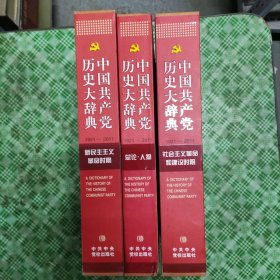 中国共产党
历史大辞典
1921—2011
新民主主义
革命时期
A DICTIONARY OF
THE HISTORY OF
THE CHINESE
COMMUNIST PARTY
中共中央
党校出版社
中国共产党
历史大辞典
1921—2011
总论·人物
A DICTIONARY OF
THE HISTORY OF
THE CHINESE
COMMUNIST PARTY
中共中央
党校出版社
中国共产党
历史大辞典
1921—2011
社会主义革命
和建设时期
A DICTIONARY OF
THE HISTORY OF
THE CHINESE
COMMUNIST PARTY
中共中央
党校出版社